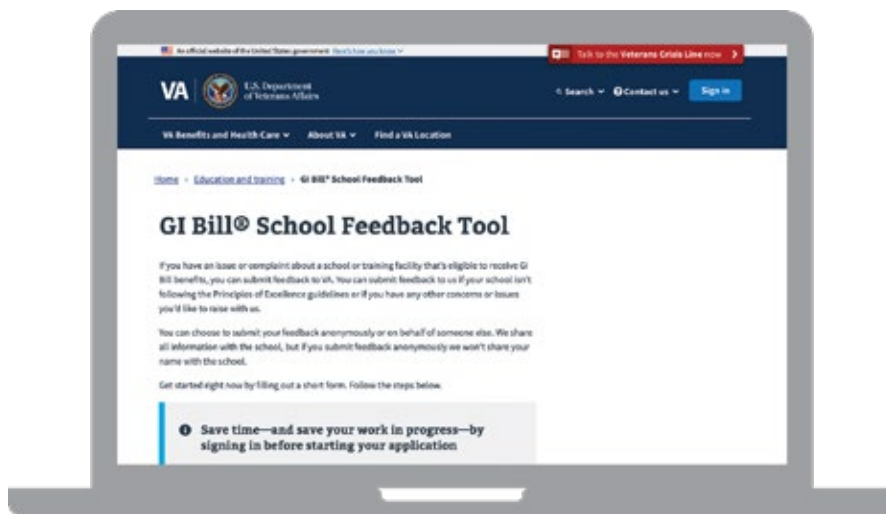 An official website of the United States government Here's how you know
Talk to the Veterans Crisis Line now
VA
U.S. Department
of Veterans Affairs
Search
Contact us
Sign in
VA Benefits and Health Care
About VA
Find a VA Location
Home › Education and training › GI Bill® School Feedback Tool
GI Bill® School Feedback Tool
If you have an issue or complaint about a school or training facility that's eligible to receive GI
Bill benefits, you can submit feedback to VA. You can submit feedback to us if your school isn't
following the Principles of Excellence guidelines or if you have any other concerns or issues
you'd like to raise with us.
You can choose to submit your feedback anonymously or on behalf of someone else. We share
all information with the school, but if you submit feedback anonymously we won't share your
name with the school.
Get started right now by filling out a short form. Follow the steps below.
Save time—and save your work in progress—by
signing in before starting your application